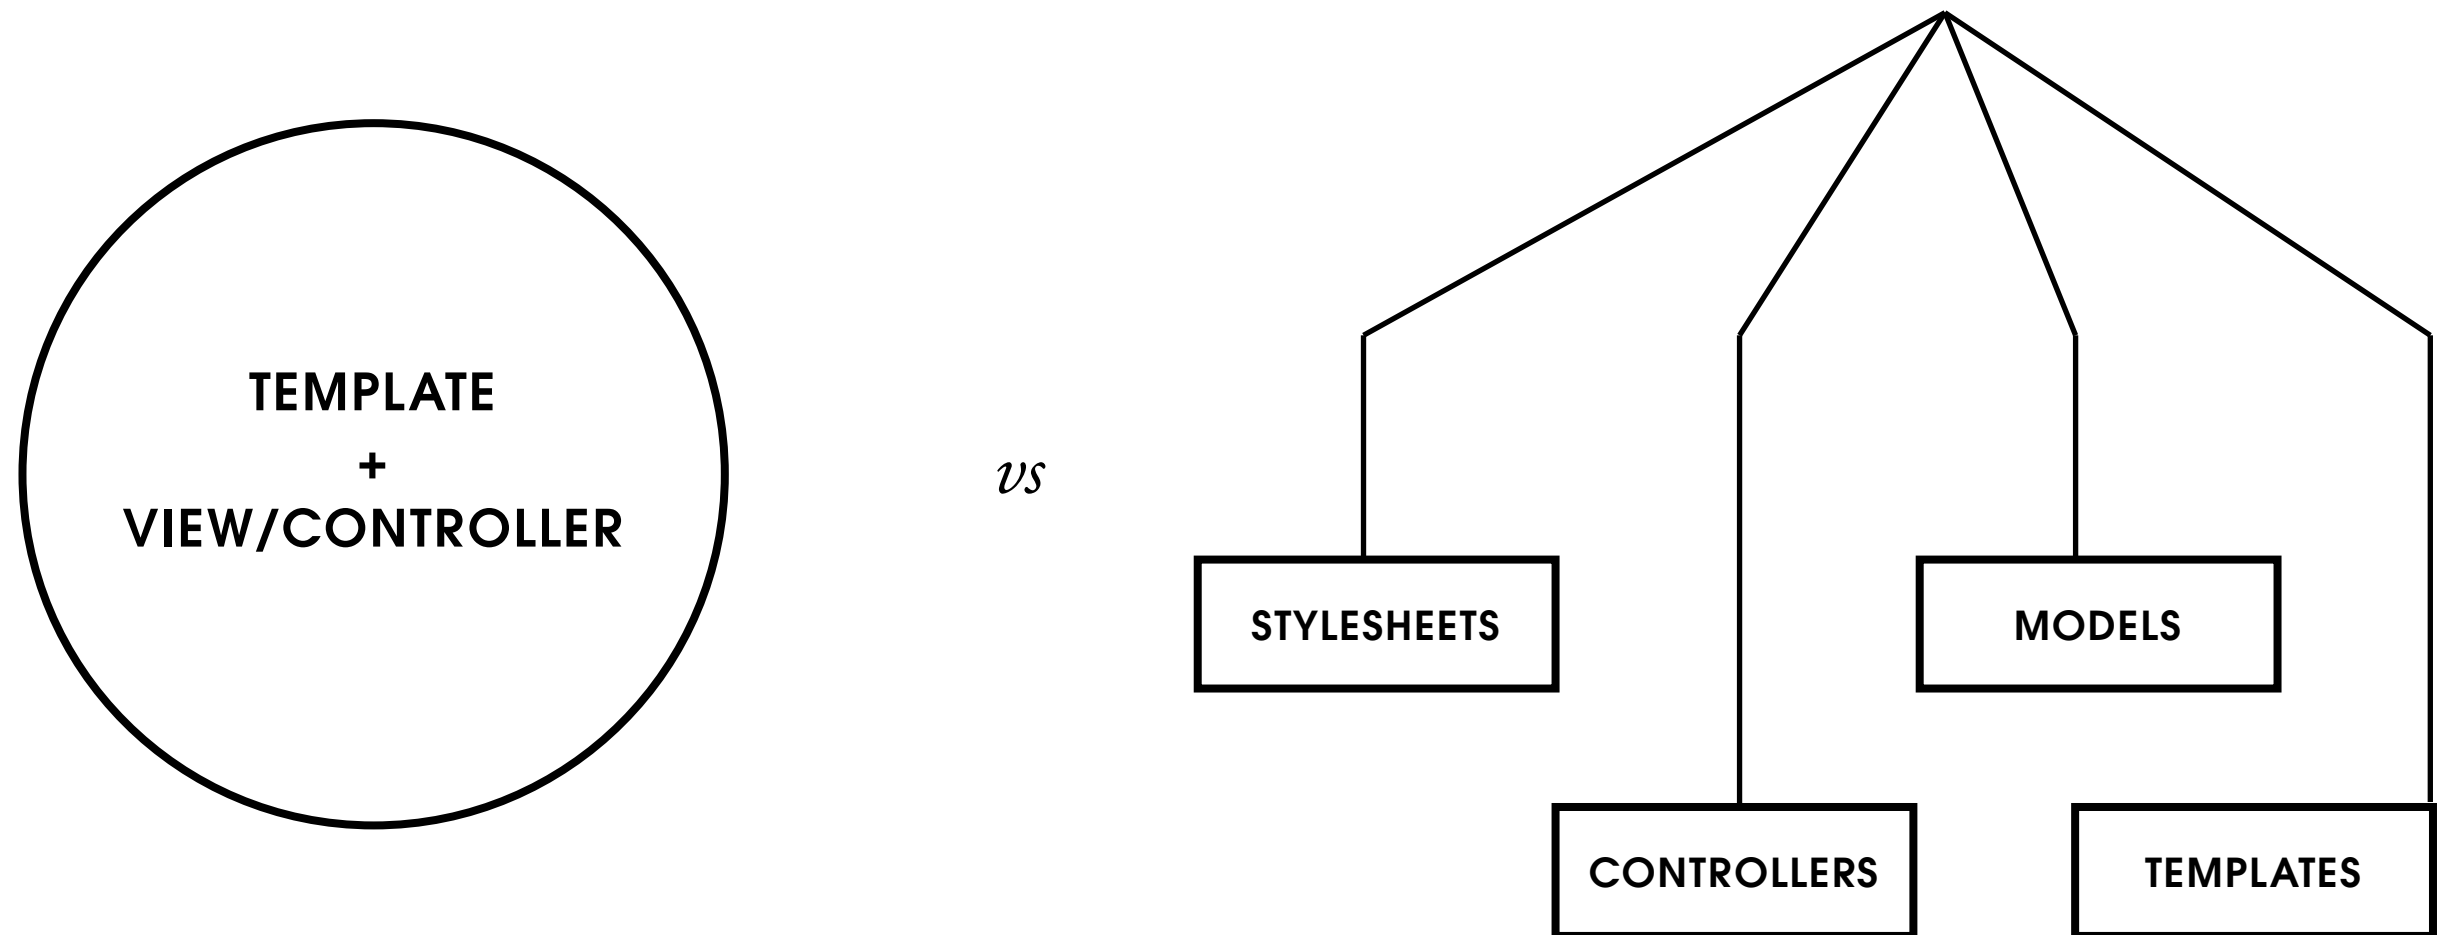 TEMPLATE
+
VIEW/CONTROLLER
vs
STYLESHEETS
MODELS
CONTROLLERS
TEMPLATES